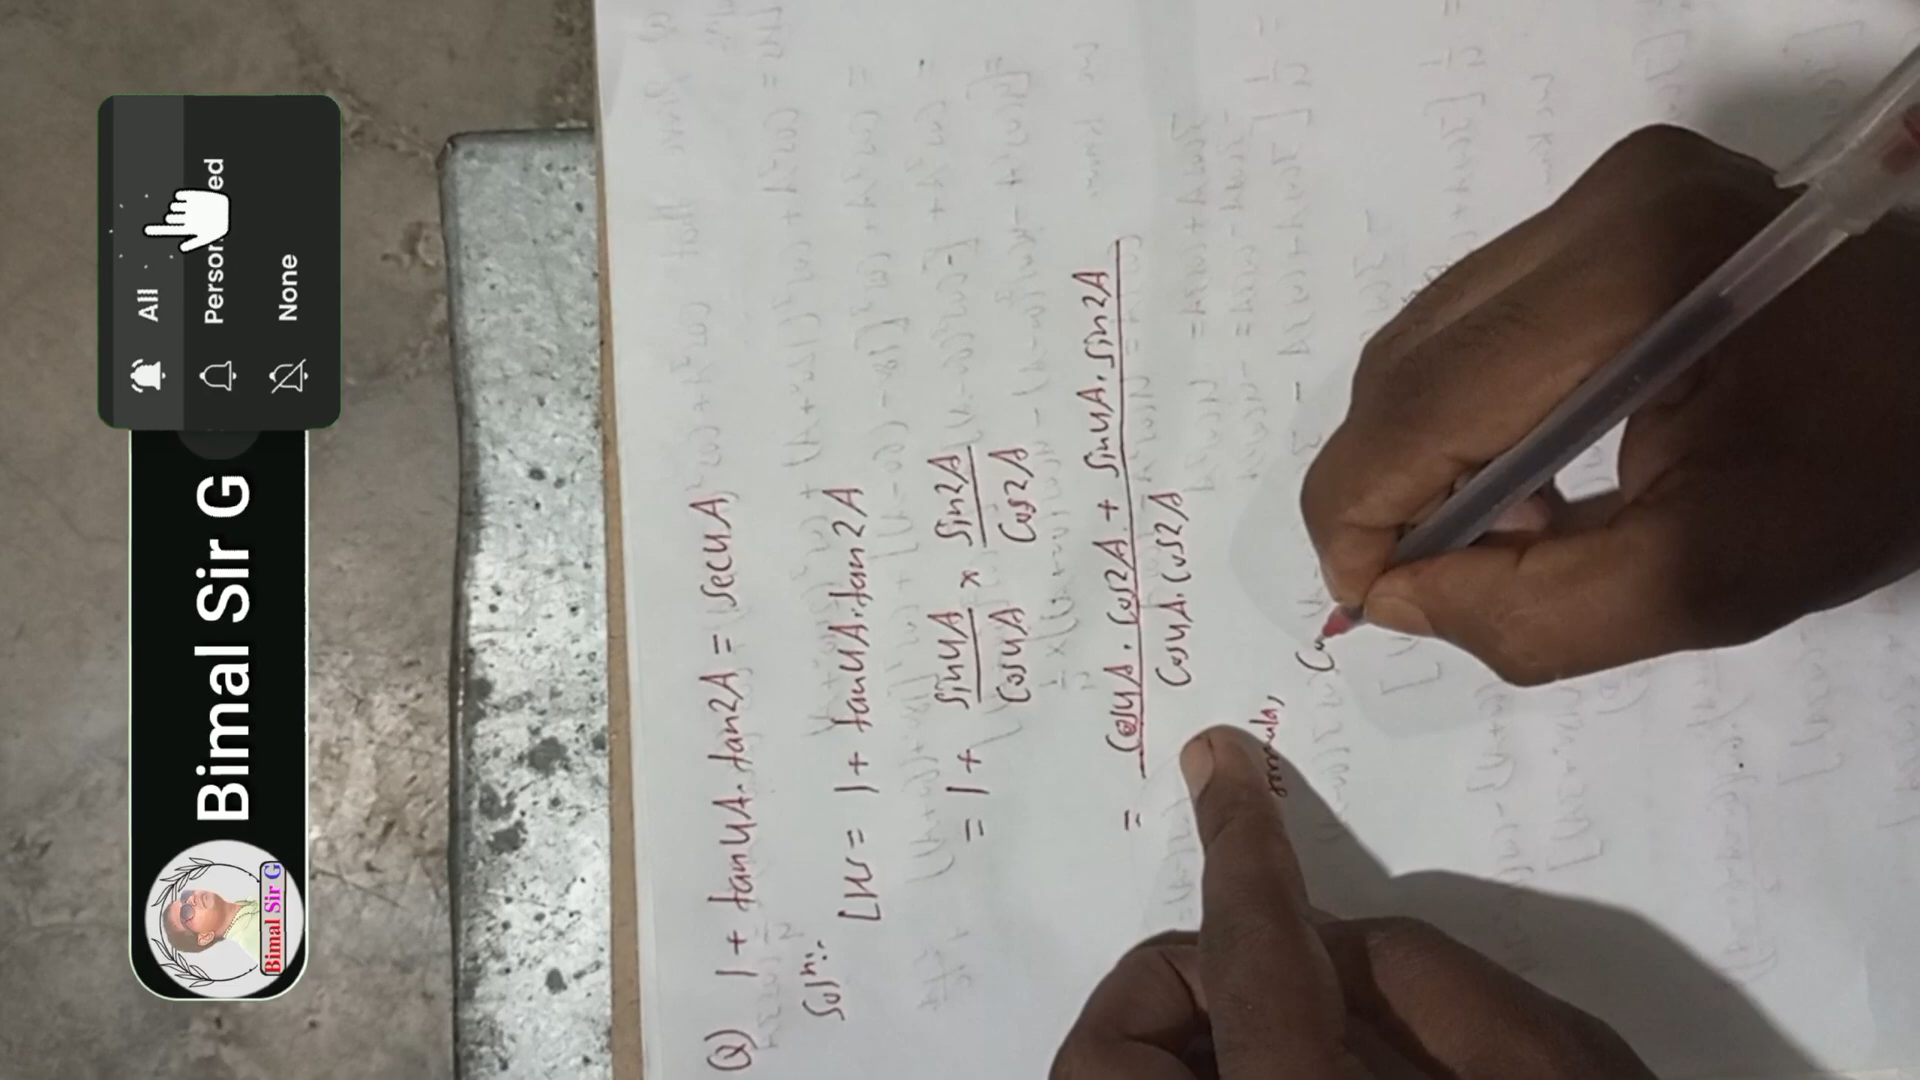 All
Personalized
None
Bimal Sir G
Bimal Sir G
Q) 1 + tan4A. tan2A = sec4A
Sol^n:
LHS = 1 + tan4A. tan2A
= 1 + sin4A/cos4A × sin2A/cos2A
= cos4A. cos2A + sin4A. sin2A / cos4A. cos2A